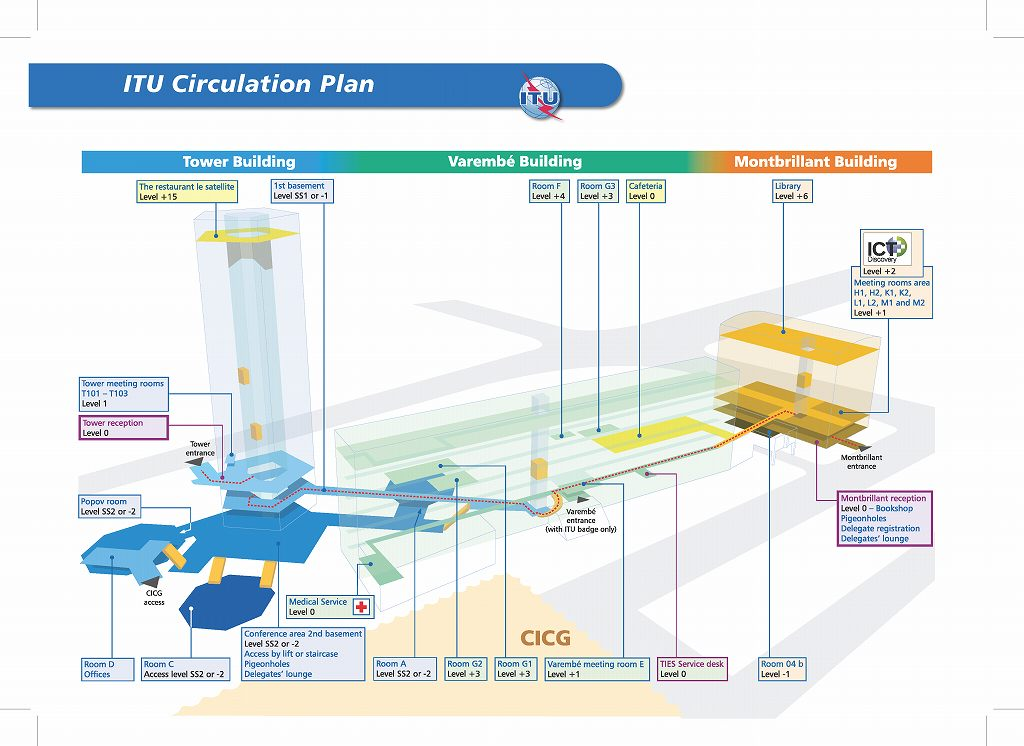 ITU Circulation Plan
ITU
Tower Building
Varembé Building
Montbrillant Building
The restaurant le satellite
Level +15
1st basement
Level SS1 or -1
Room F
Level +4
Room G3
Level +3
Cafeteria
Level 0
Library
Level +6
ICT
Discovery
Level +2
Meeting rooms area
H1, H2, K1, K2,
L1, L2, M1 and M2
Level +1
Tower meeting rooms
T101 – T103
Level 1
Tower reception
Level 0
Tower
entrance
Montbrillant
entrance
Popov room
Level SS2 or -2
Varembé
entrance
(with ITU badge only)
Montbrillant reception
Level 0 – Bookshop
Pigeonholes
Delegate registration
Delegates' lounge
CICG
access
Medical Service
Level 0
CICG
Room D
Offices
Room C
Access level SS2 or -2
Conference area 2nd basement
Level SS2 or -2
Access by lift or staircase
Pigeonholes
Delegates' lounge
Room A
Level SS2 or -2
Room G2
Level +3
Room G1
Level +3
Varembé meeting room E
Level +1
TIES Service desk
Level 0
Room 04 b
Level -1